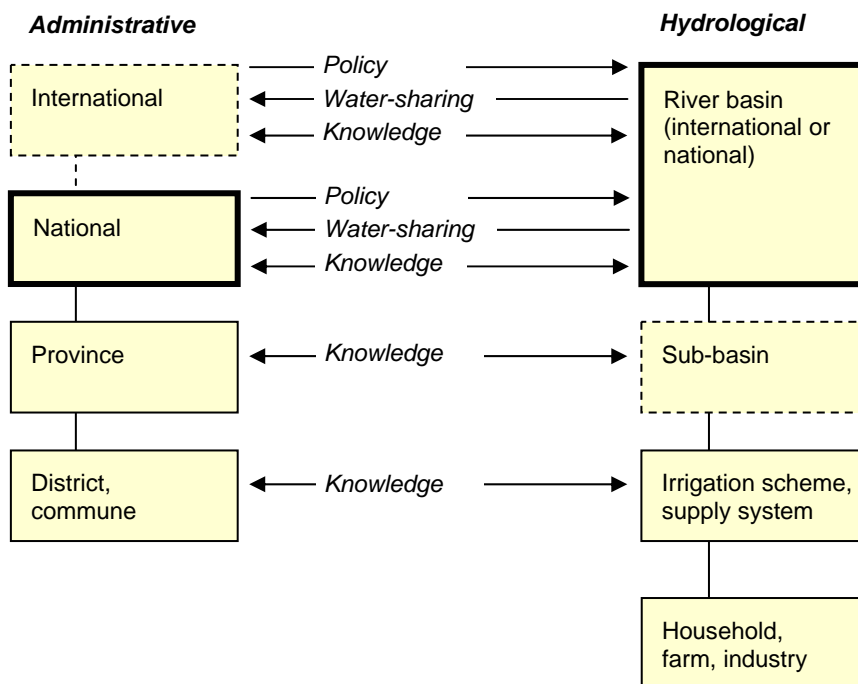 Administrative
Hydrological
International
Policy
Water-sharing
Knowledge
River basin
(international or
national)
National
Policy
Water-sharing
Knowledge
Province
Knowledge
Sub-basin
District,
commune
Knowledge
Irrigation scheme,
supply system
Household,
farm, industry